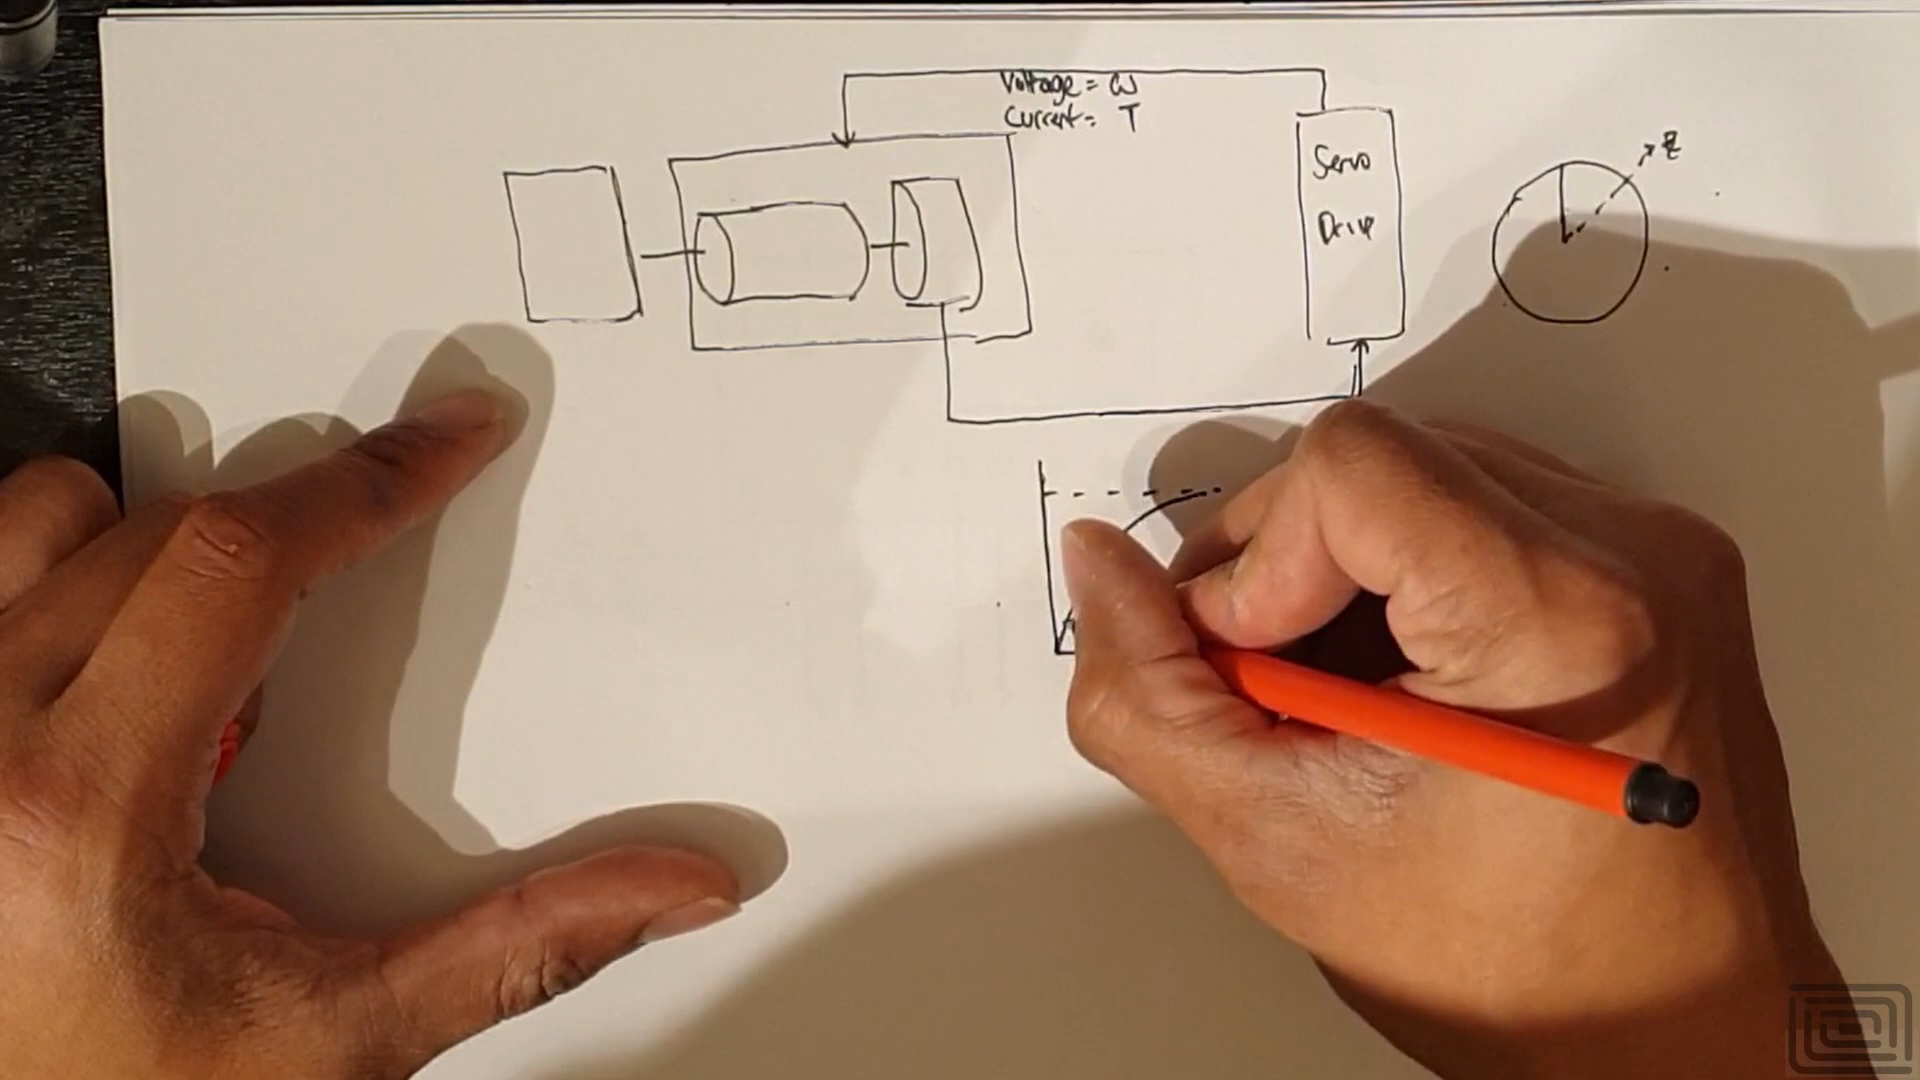 Voltage = ω
Current = T
Servo
Drive